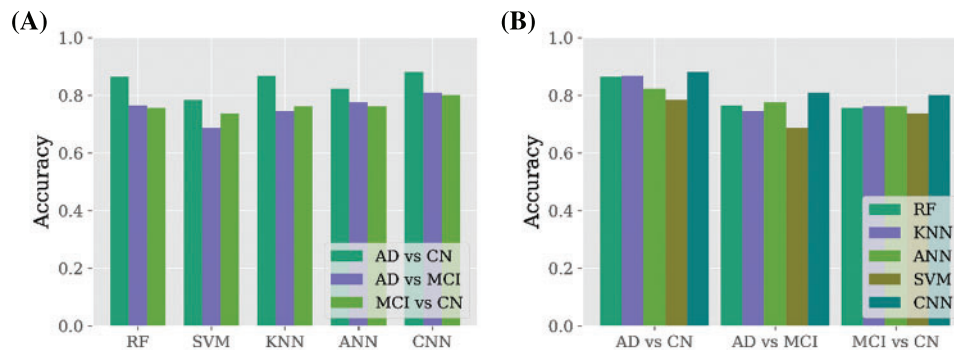 (A)
Accuracy
1.0
0.8
0.6
0.4
0.2
0.0
AD vs CN
AD vs MCI
MCI vs CN
RF SVM KNN ANN CNN
(B)
Accuracy
1.0
0.8
0.6
0.4
0.2
0.0
RF
KNN
ANN
SVM
CNN
AD vs CN AD vs MCI MCI vs CN